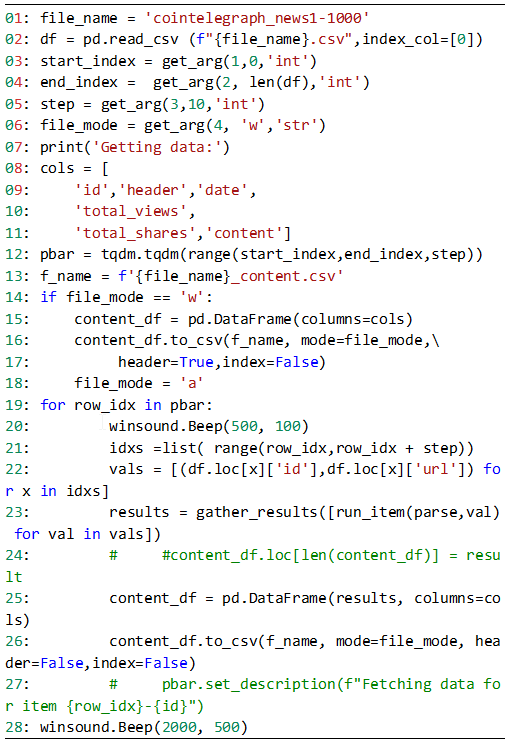 01: file_name = 'cointelegraph_news1-1000'
02: df = pd.read_csv (f"{file_name}.csv",index_col=[0])
03: start_index = get_arg(1,0,'int')
04: end_index =  get_arg(2, len(df),'int')
05: step = get_arg(3,10,'int')
06: file_mode = get_arg(4, 'w','str')
07: print('Getting data:')
08: cols = [
09:     'id','header','date',
10:     'total_views',
11:     'total_shares','content']
12: pbar = tqdm.tqdm(range(start_index,end_index,step))
13: f_name = f'{file_name}_content.csv'
14: if file_mode == 'w':
15:     content_df = pd.DataFrame(columns=cols)
16:     content_df.to_csv(f_name, mode=file_mode,\
17:          header=True,index=False)
18:     file_mode = 'a'
19: for row_idx in pbar:
20:         winsound.Beep(500, 100)
21:         idxs =list( range(row_idx,row_idx + step))
22:         vals = [(df.loc[x]['id'],df.loc[x]['url']) fo
r x in idxs]
23:         results = gather_results([run_item(parse,val)
 for val in vals])
24:         #     #content_df.loc[len(content_df)] = resu
lt
25:         content_df = pd.DataFrame(results, columns=co
ls)
26:         content_df.to_csv(f_name, mode=file_mode, hea
der=False,index=False)
27:         #     pbar.set_description(f"Fetching data fo
r item {row_idx}-{id}")
28: winsound.Beep(2000, 500)